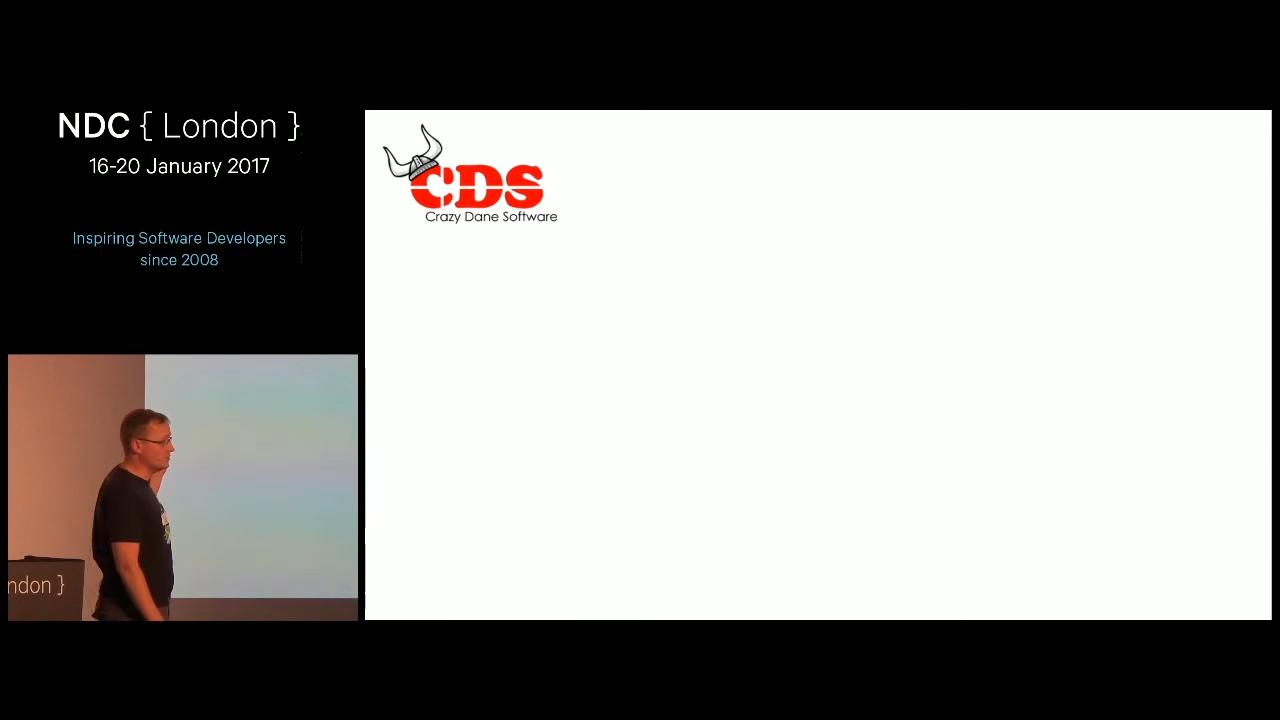 NDC { London }
16-20 January 2017
Inspiring Software Developers
since 2008
CDS
Crazy Dane Software
ndon }